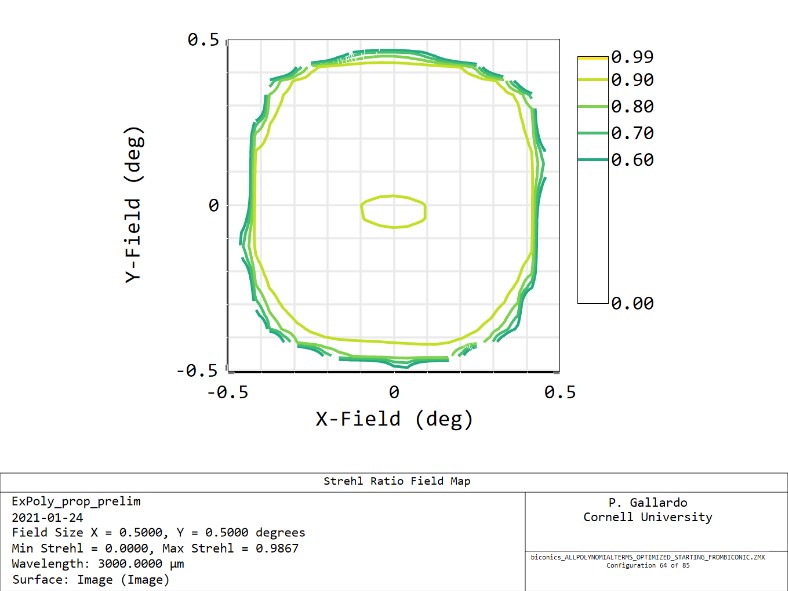 0.5
0
-0.5
Y-Field (deg)
-0.5
0
0.5
X-Field (deg)
0.99
0.90
0.80
0.70
0.60
0.00
Strehl Ratio Field Map
ExPoly_prop_prelim
2021-01-24
Field Size X = 0.5000, Y = 0.5000 degrees
Min Strehl = 0.0000, Max Strehl = 0.9867
Wavelength: 3000.0000 µm
Surface: Image (Image)
P. Gallardo
Cornell University
biconics_ALLPOLYNOMIALTERMS_OPTIMIZED_STARTING_FROMBICONIC.ZMX
Configuration 64 of 85